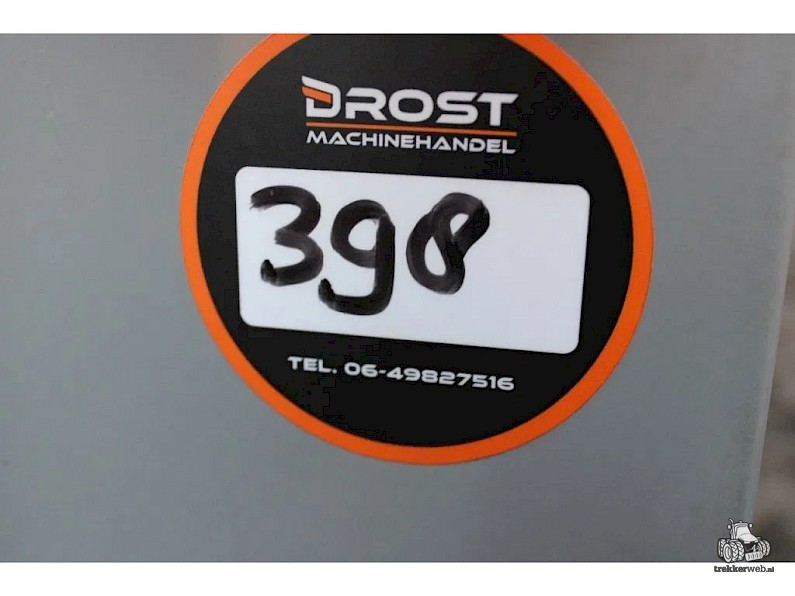 DROST
MACHINEHANDEL
398
TEL. 06-49827516
trekkerweb.nl